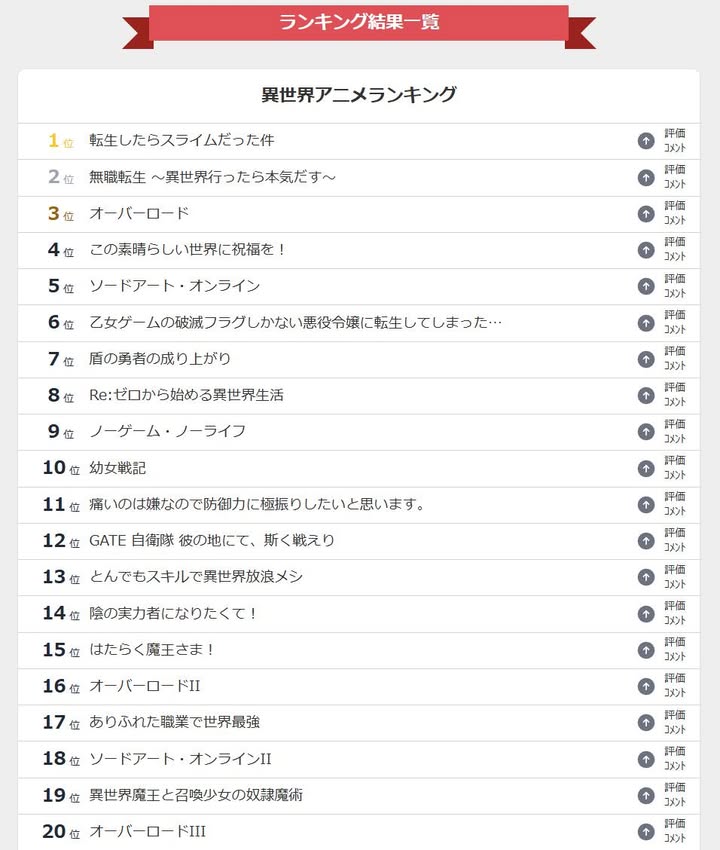 ランキング結果一覧
異世界アニメランキング
1位 転生したらスライムだった件 評価 ｺﾒﾝﾄ
2位 無職転生 ～異世界行ったら本気だす～ 評価 ｺﾒﾝﾄ
3位 オーバーロード 評価 ｺﾒﾝﾄ
4位 この素晴らしい世界に祝福を！ 評価 ｺﾒﾝﾄ
5位 ソードアート・オンライン 評価 ｺﾒﾝﾄ
6位 乙女ゲームの破滅フラグしかない悪役令嬢に転生してしまった… 評価 ｺﾒﾝﾄ
7位 盾の勇者の成り上がり 評価 ｺﾒﾝﾄ
8位 Re:ゼロから始める異世界生活 評価 ｺﾒﾝﾄ
9位 ノーゲーム・ノーライフ 評価 ｺﾒﾝﾄ
10位 幼女戦記 評価 ｺﾒﾝﾄ
11位 痛いのは嫌なので防御力に極振りしたいと思います。 評価 ｺﾒﾝﾄ
12位 GATE 自衛隊 彼の地にて、斯く戦えり 評価 ｺﾒﾝﾄ
13位 とんでもスキルで異世界放浪メシ 評価 ｺﾒﾝﾄ
14位 陰の実力者になりたくて！ 評価 ｺﾒﾝﾄ
15位 はたらく魔王さま！ 評価 ｺﾒﾝﾄ
16位 オーバーロードII 評価 ｺﾒﾝﾄ
17位 ありふれた職業で世界最強 評価 ｺﾒﾝﾄ
18位 ソードアート・オンラインII 評価 ｺﾒﾝﾄ
19位 異世界魔王と召喚少女の奴隷魔術 評価 ｺﾒﾝﾄ
20位 オーバーロードIII 評価 ｺﾒﾝﾄ